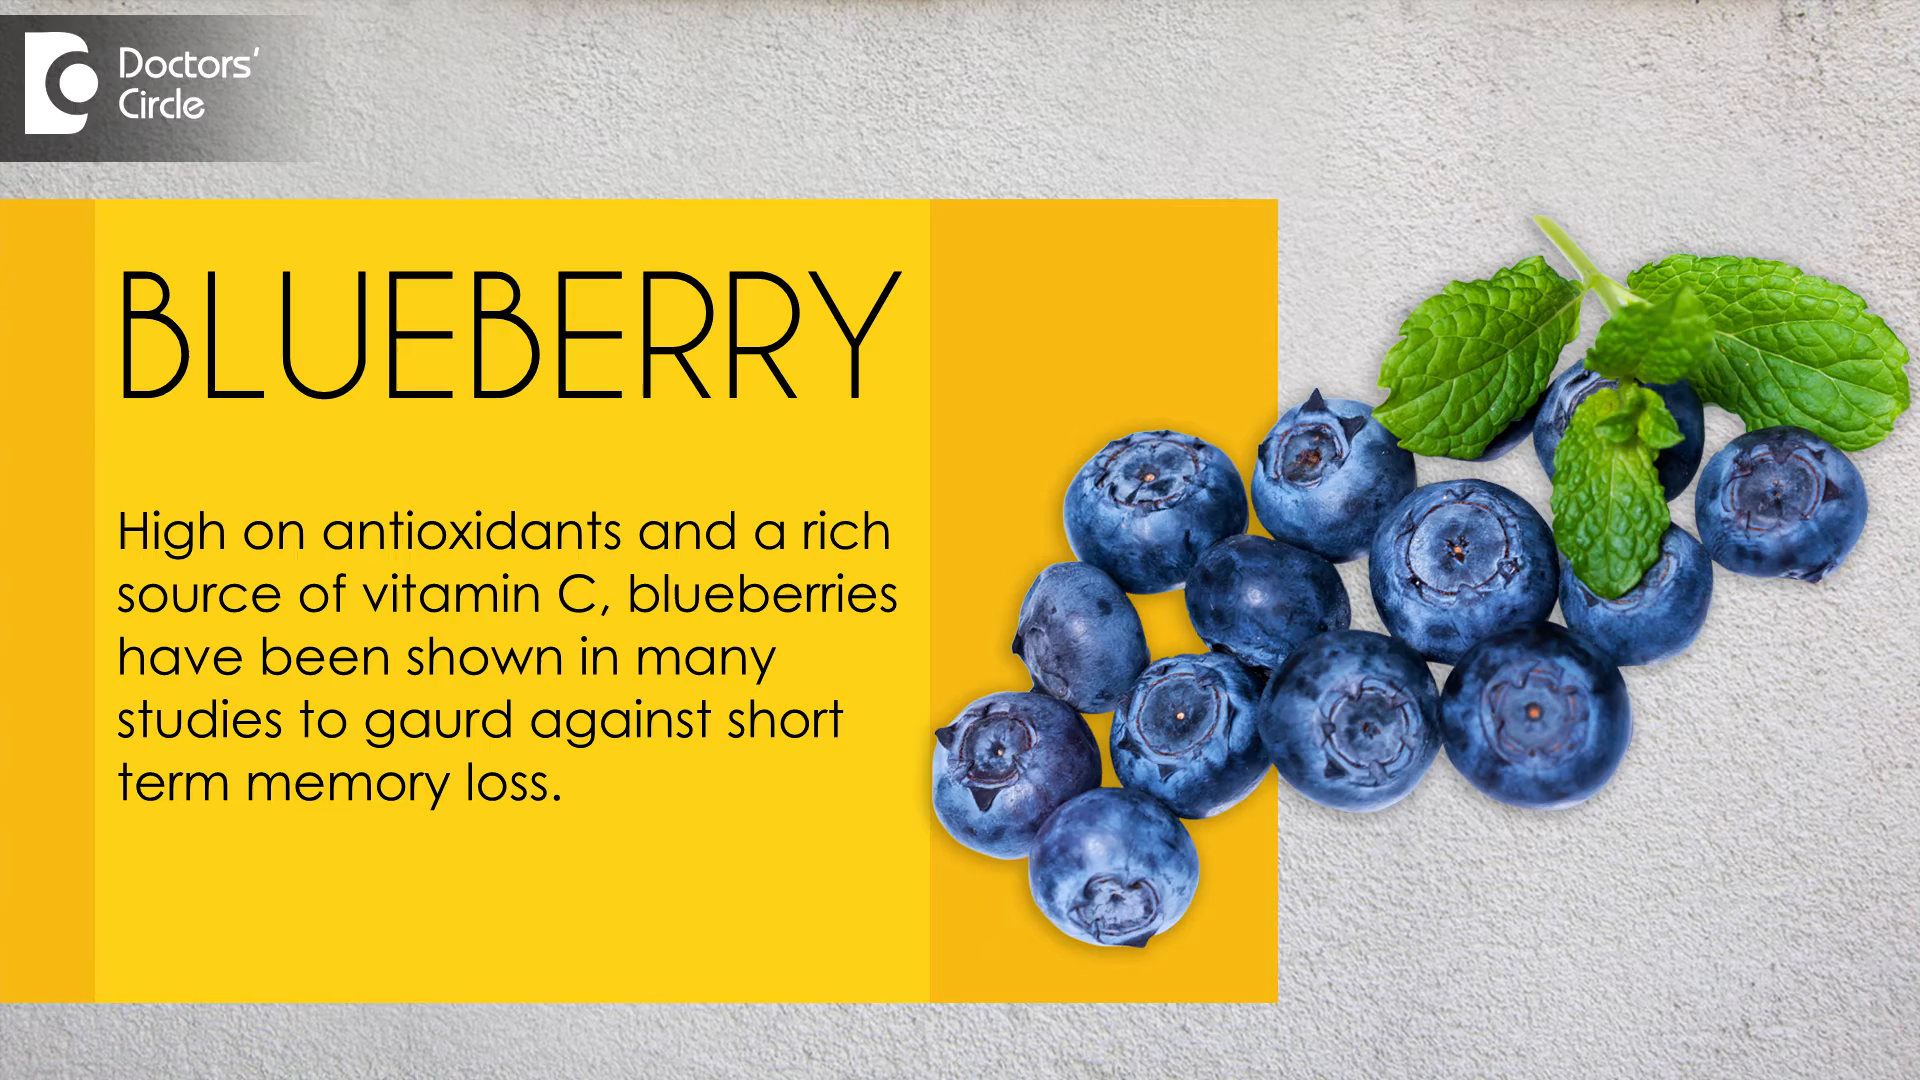 Doctors'
Circle
BLUEBERRY
High on antioxidants and a rich
source of vitamin C, blueberries
have been shown in many
studies to gaurd against short
term memory loss.